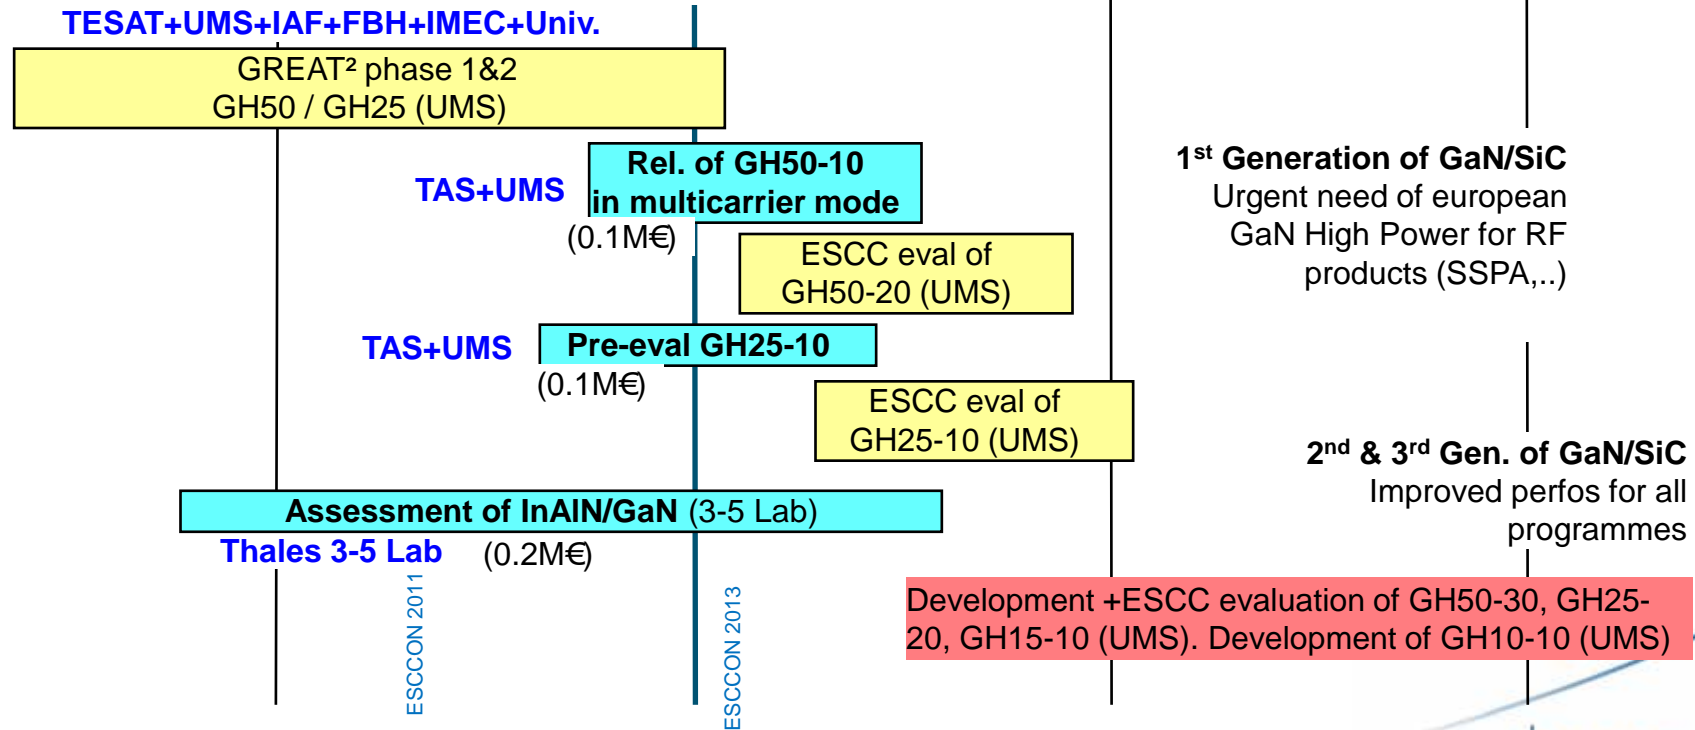 TESAT+UMS+IAF+FBH+IMEC+Univ.
GREAT² phase 1&2
GH50 / GH25 (UMS)
TAS+UMS
Rel. of GH50-10
in multicarrier mode
(0.1M€)
ESCC eval of
GH50-20 (UMS)
1st Generation of GaN/SiC
Urgent need of european
GaN High Power for RF
products (SSPA,..)
TAS+UMS
Pre-eval GH25-10
(0.1M€)
ESCC eval of
GH25-10 (UMS)
2nd & 3rd Gen. of GaN/SiC
Improved perfos for all
programmes
Assessment of InAlN/GaN (3-5 Lab)
Thales 3-5 Lab
(0.2M€)
ESCCON 2011
ESCCON 2013
Development +ESCC evaluation of GH50-30, GH25-
20, GH15-10 (UMS). Development of GH10-10 (UMS)